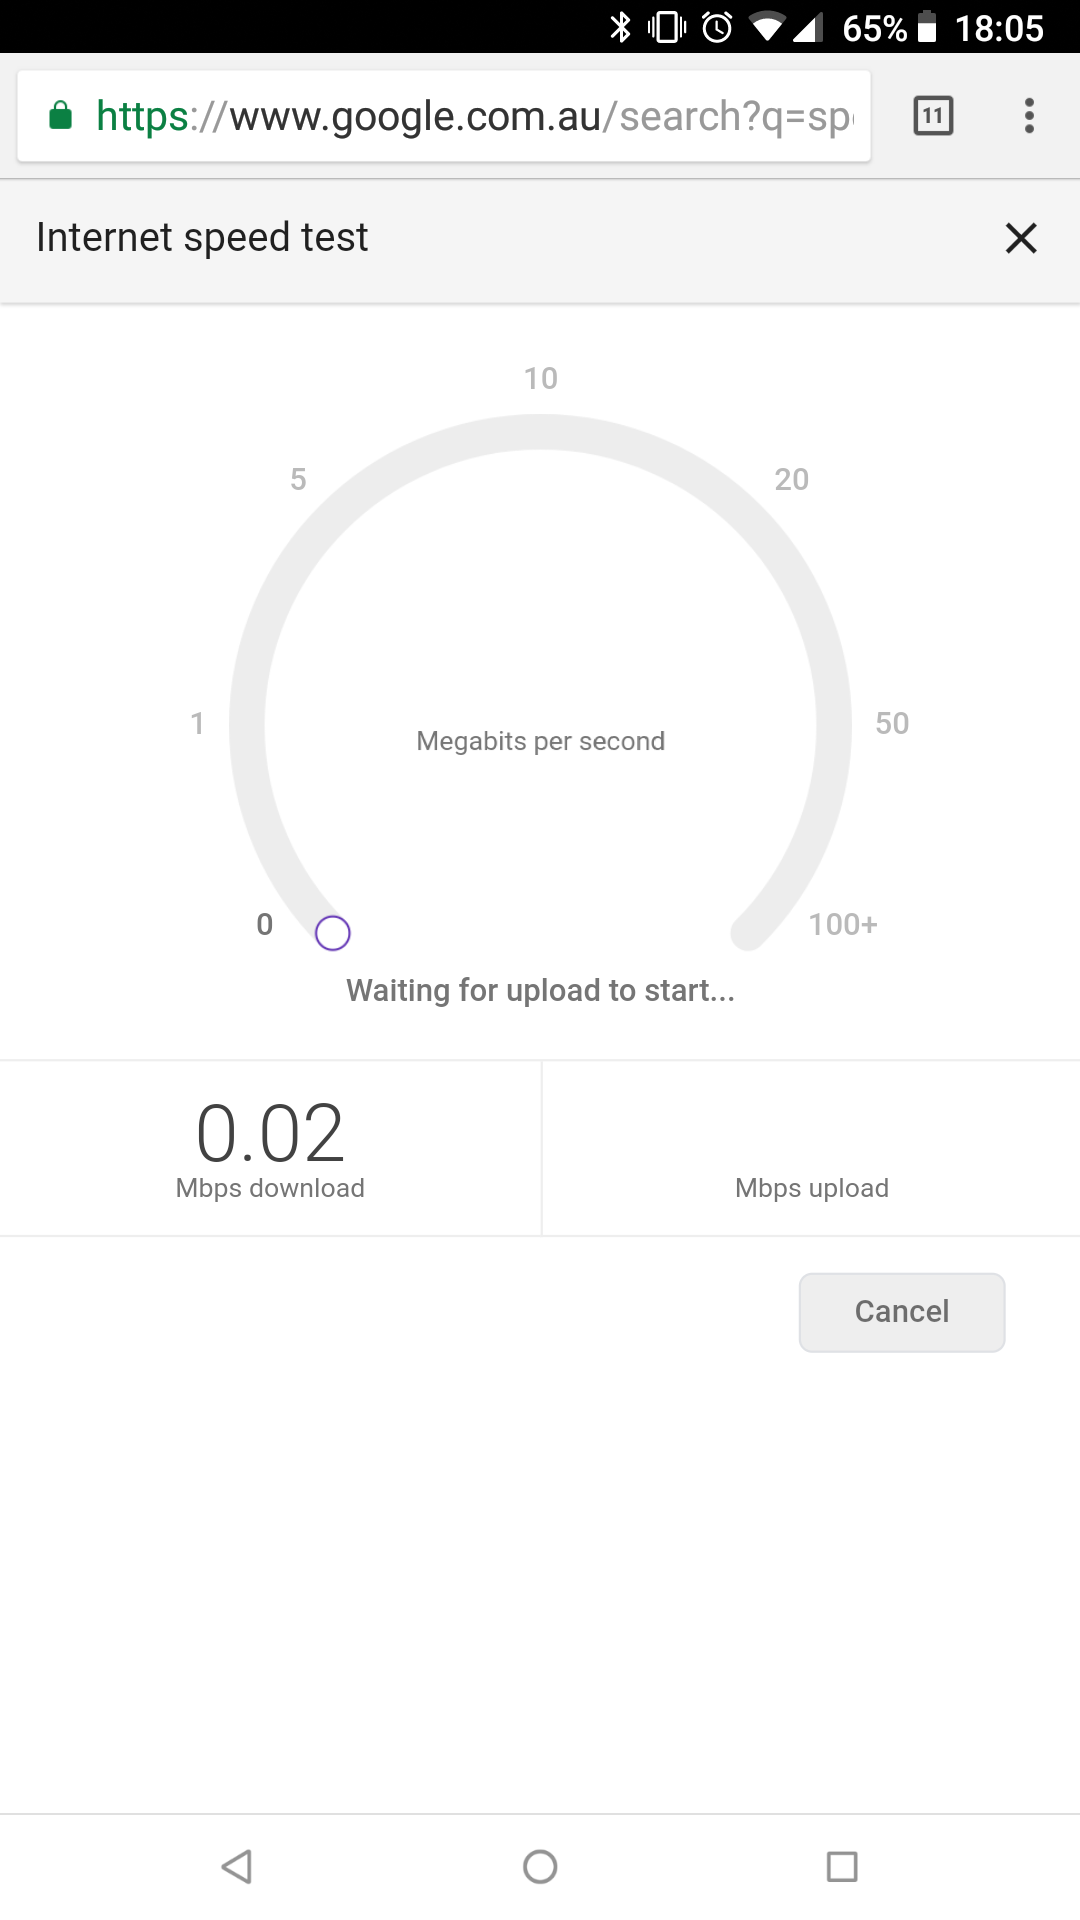 65% 18:05
https://www.google.com.au/search?q=sp
11
Internet speed test
10
5
20
1
50
Megabits per second
0
100+
Waiting for upload to start...
0.02
Mbps download
Mbps upload
Cancel